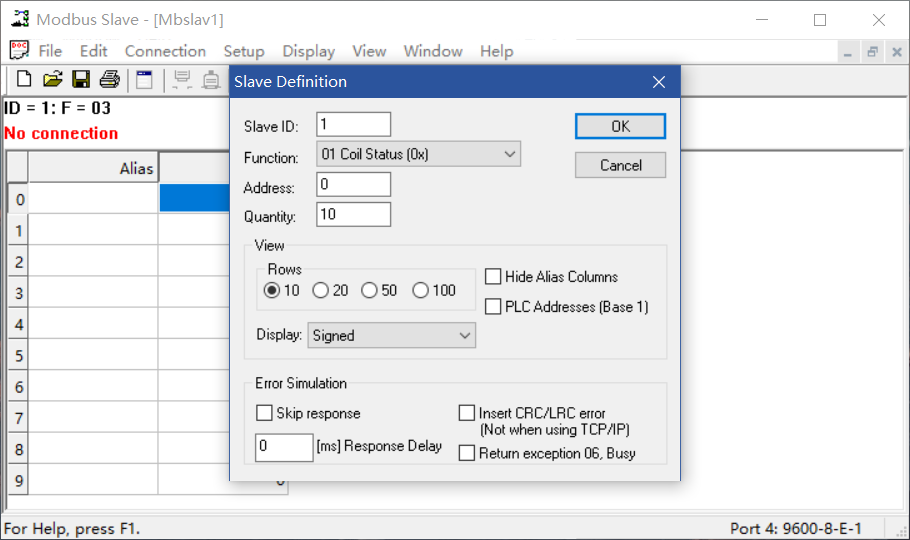 Modbus Slave - [Mbslav1]
File Edit Connection Setup Display View Window Help
ID = 1: F = 03
No connection
Alias
0
1
2
3
4
5
6
7
8
9
Slave Definition
Slave ID: 1
OK
Function: 01 Coil Status (0x)
Cancel
Address: 0
Quantity: 10
View
Rows
10 20 50 100
Hide Alias Columns
PLC Addresses (Base 1)
Display: Signed
Error Simulation
Skip response
Insert CRC/LRC error
(Not when using TCP/IP)
0 [ms] Response Delay
Return exception 06, Busy
For Help, press F1.
Port 4: 9600-8-E-1